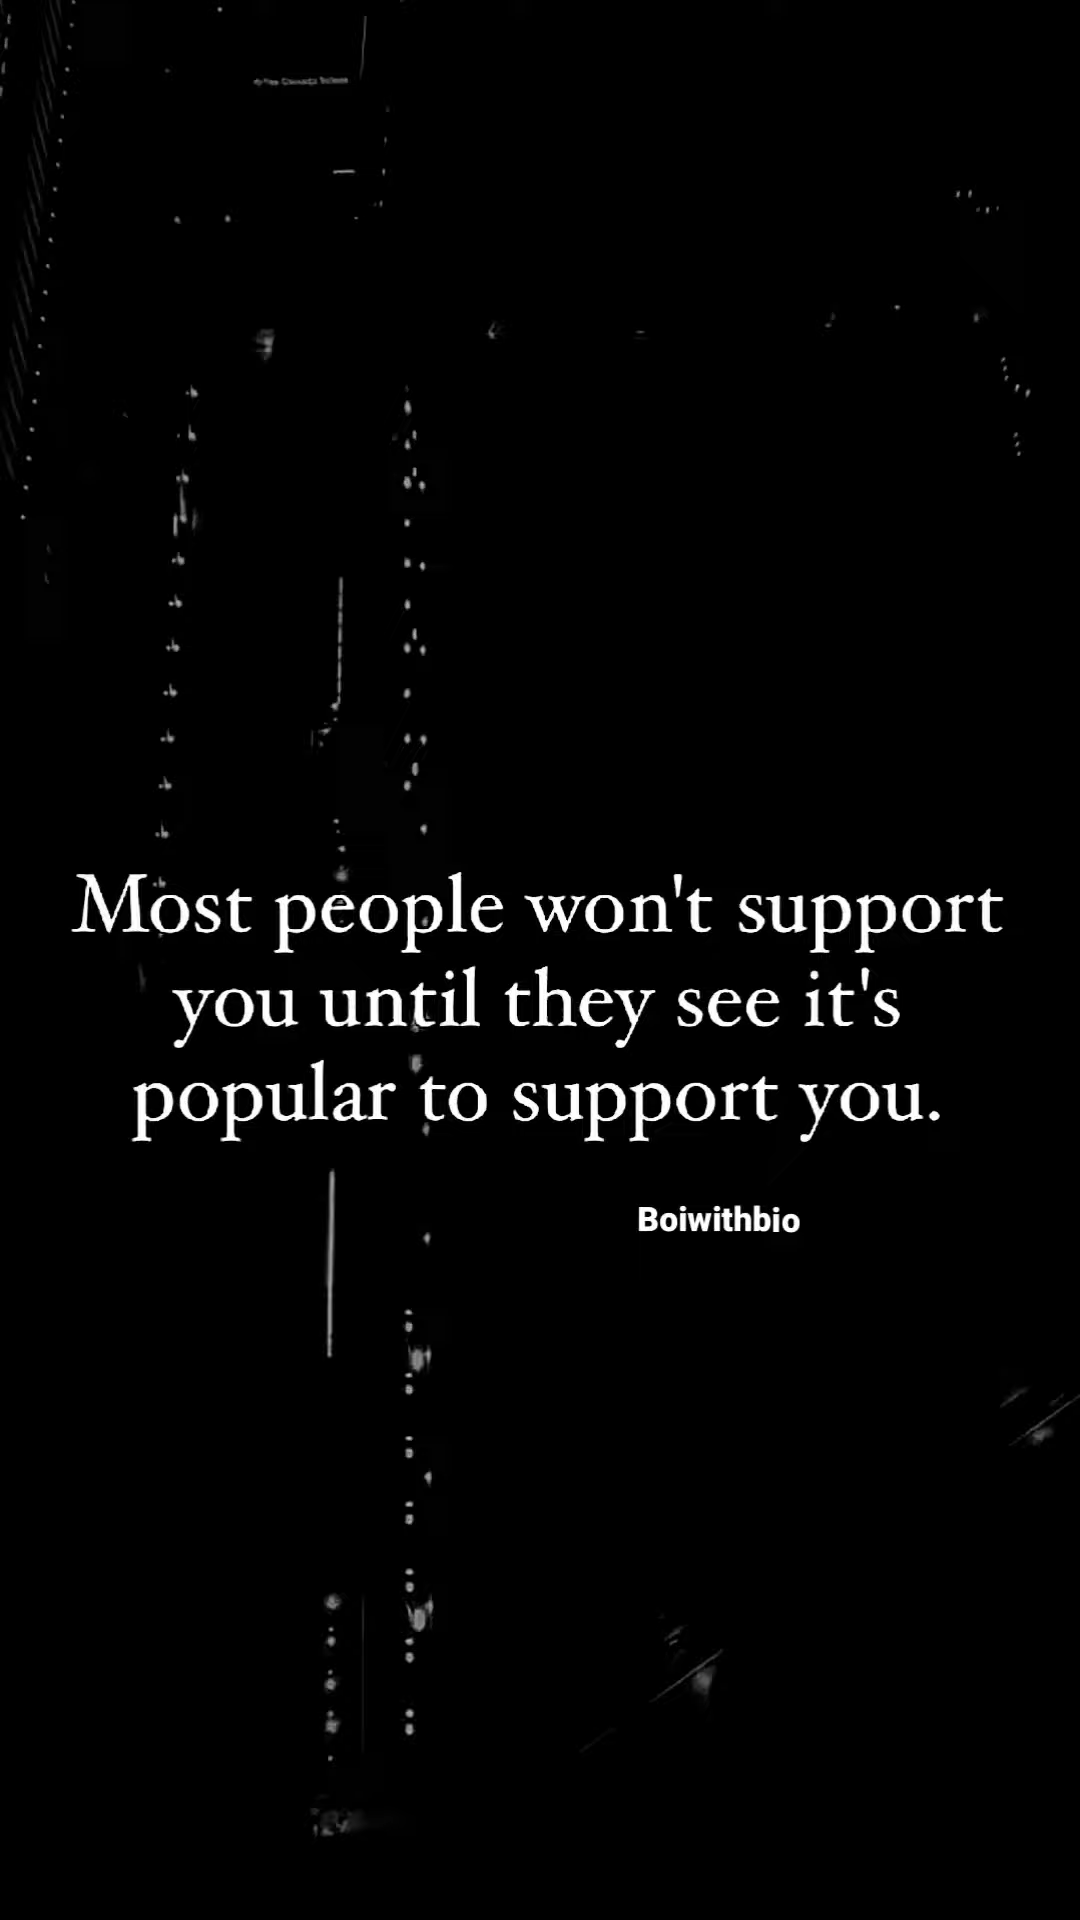 Most people won't support
you until they see it's
popular to support you.
Boiwithbio